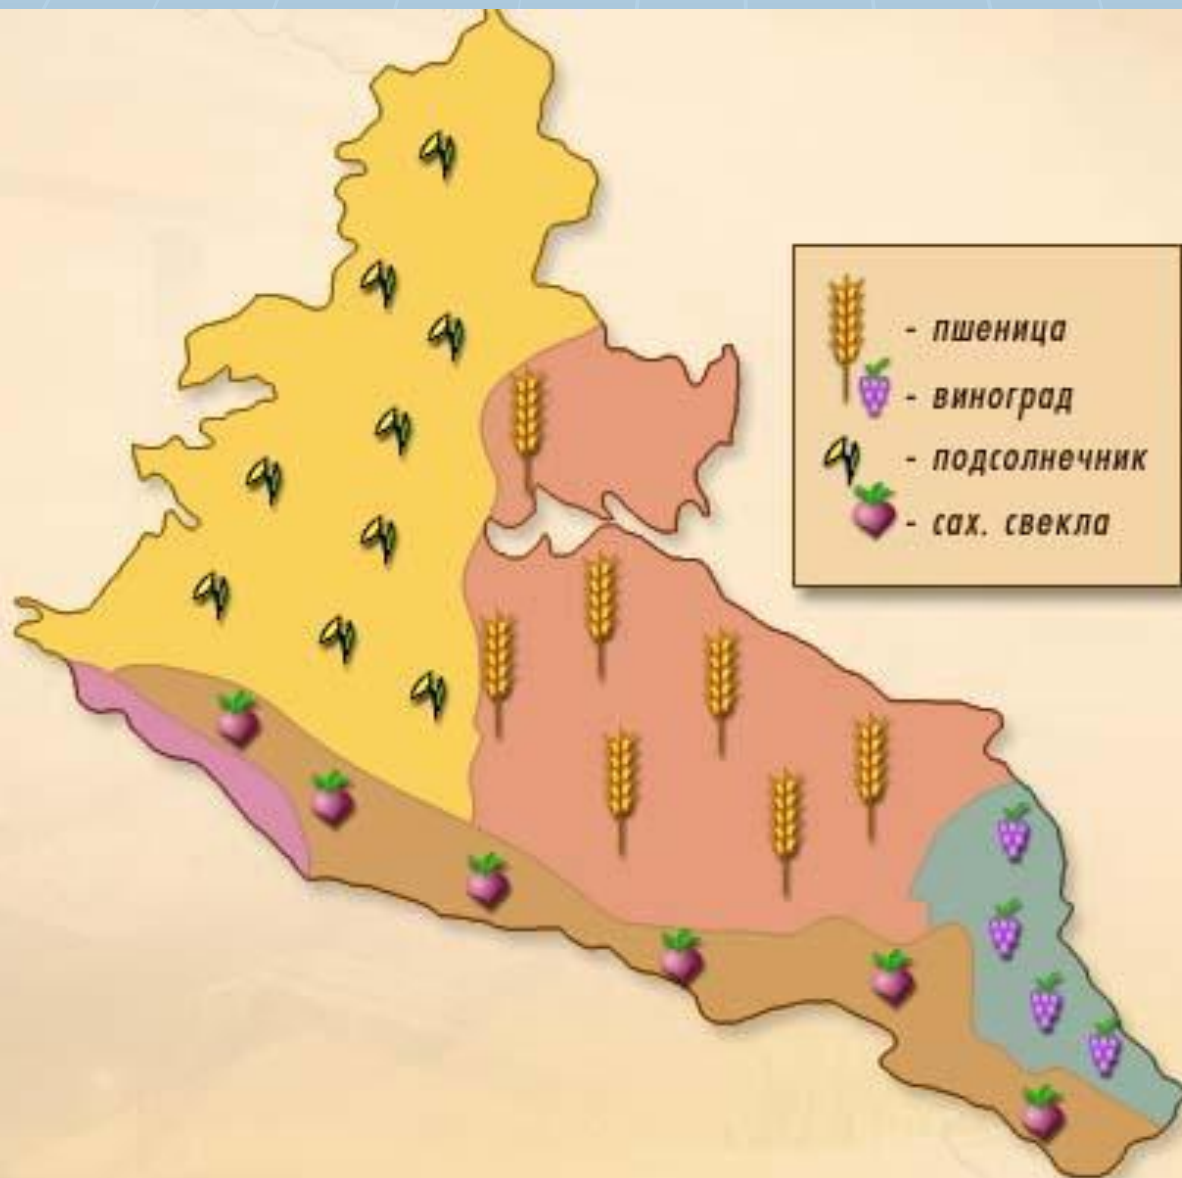 - пшеница
- виноград
- подсолнечник
- сах. свекла